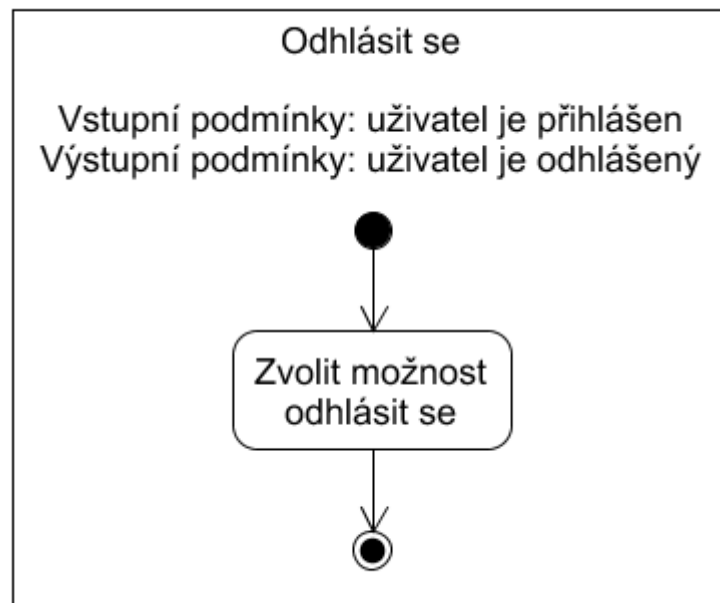 Odhlásit se
Vstupní podmínky: uživatel je přihlášen
Výstupní podmínky: uživatel je odhlášený
Zvolit možnost
odhlásit se